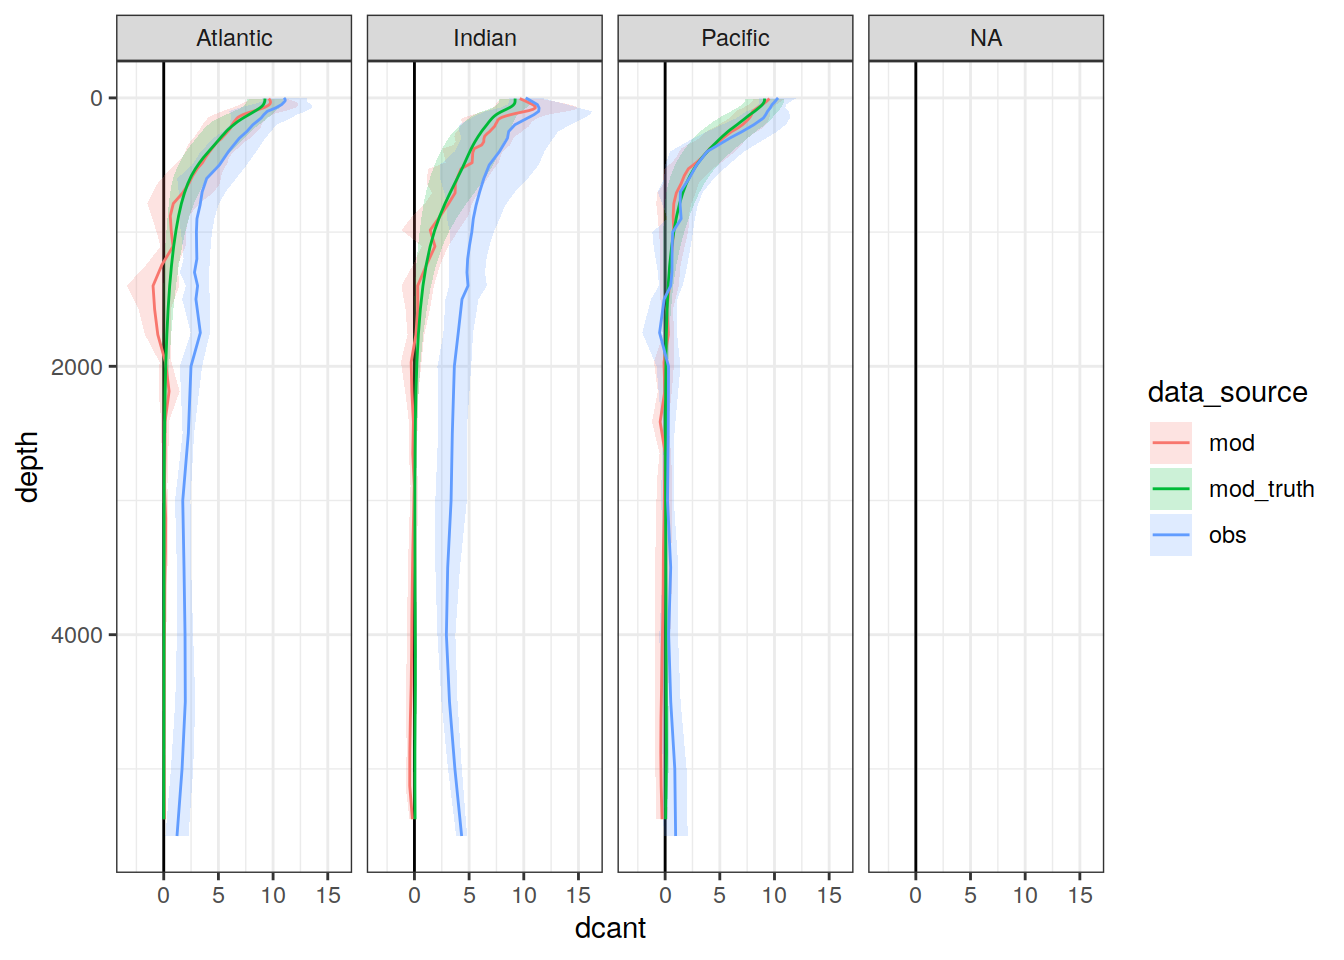 Atlantic Indian Pacific NA
0
2000
4000
depth
0 5 10 15 0 5 10 15 0 5 10 15 0 5 10 15
dcant
data_source
mod
mod_truth
obs